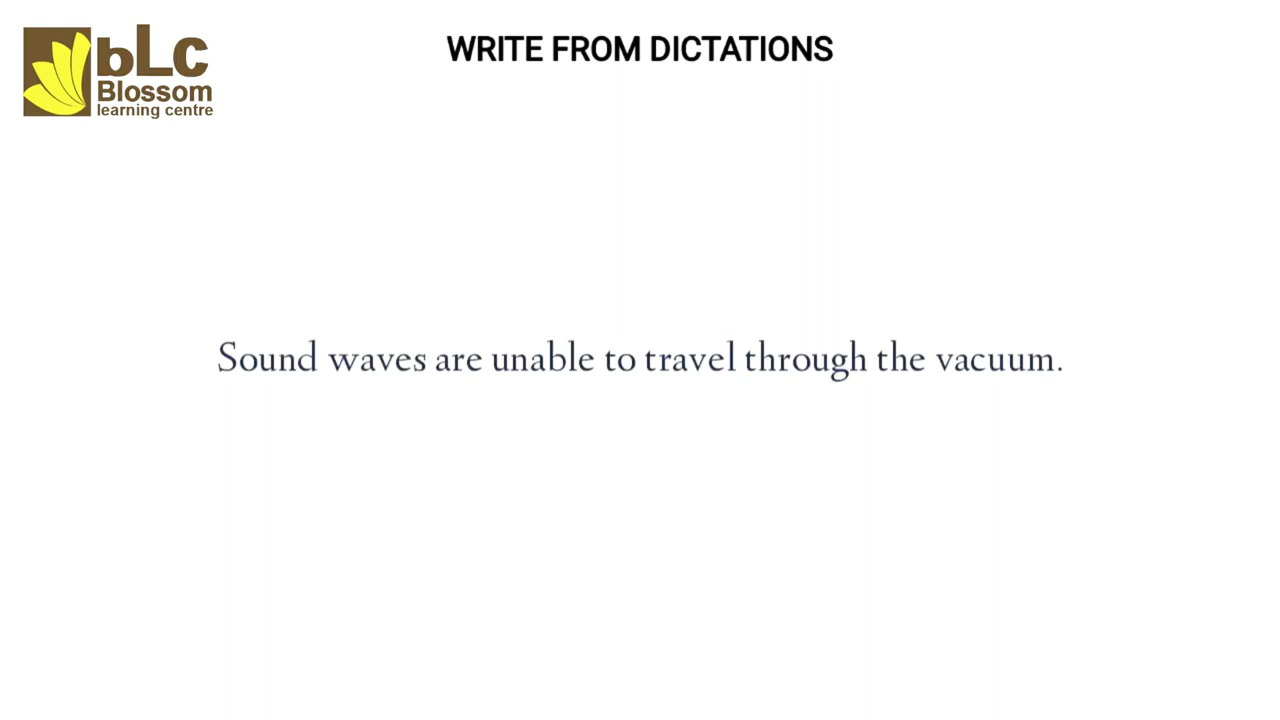 bLC
Blossom
learning centre
WRITE FROM DICTATIONS
Sound waves are unable to travel through the vacuum.